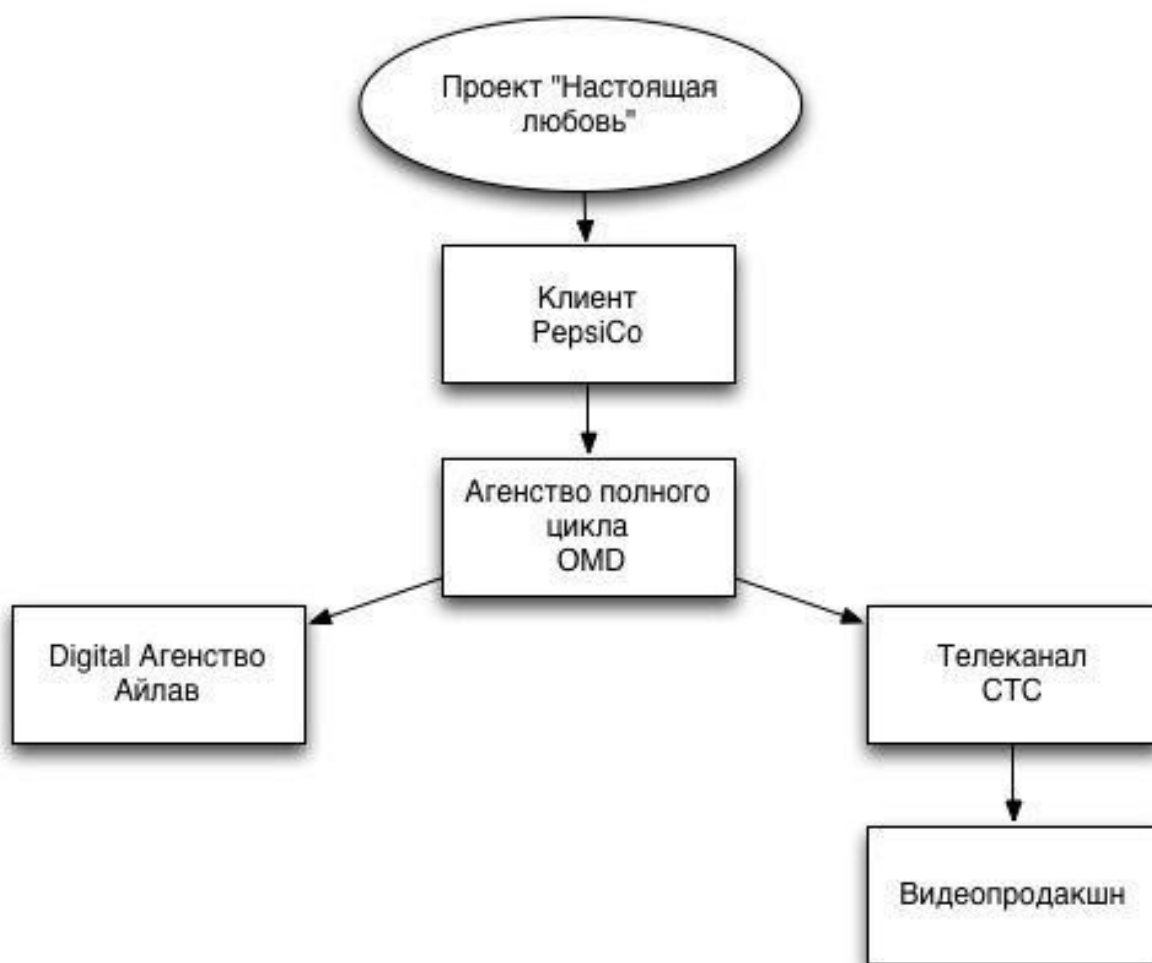 Проект "Настоящая
любовь"
Клиент
PepsiCo
Агенство полного
цикла
OMD
Digital Агенство
Айлав
Телеканал
СТС
Видеопродакшн